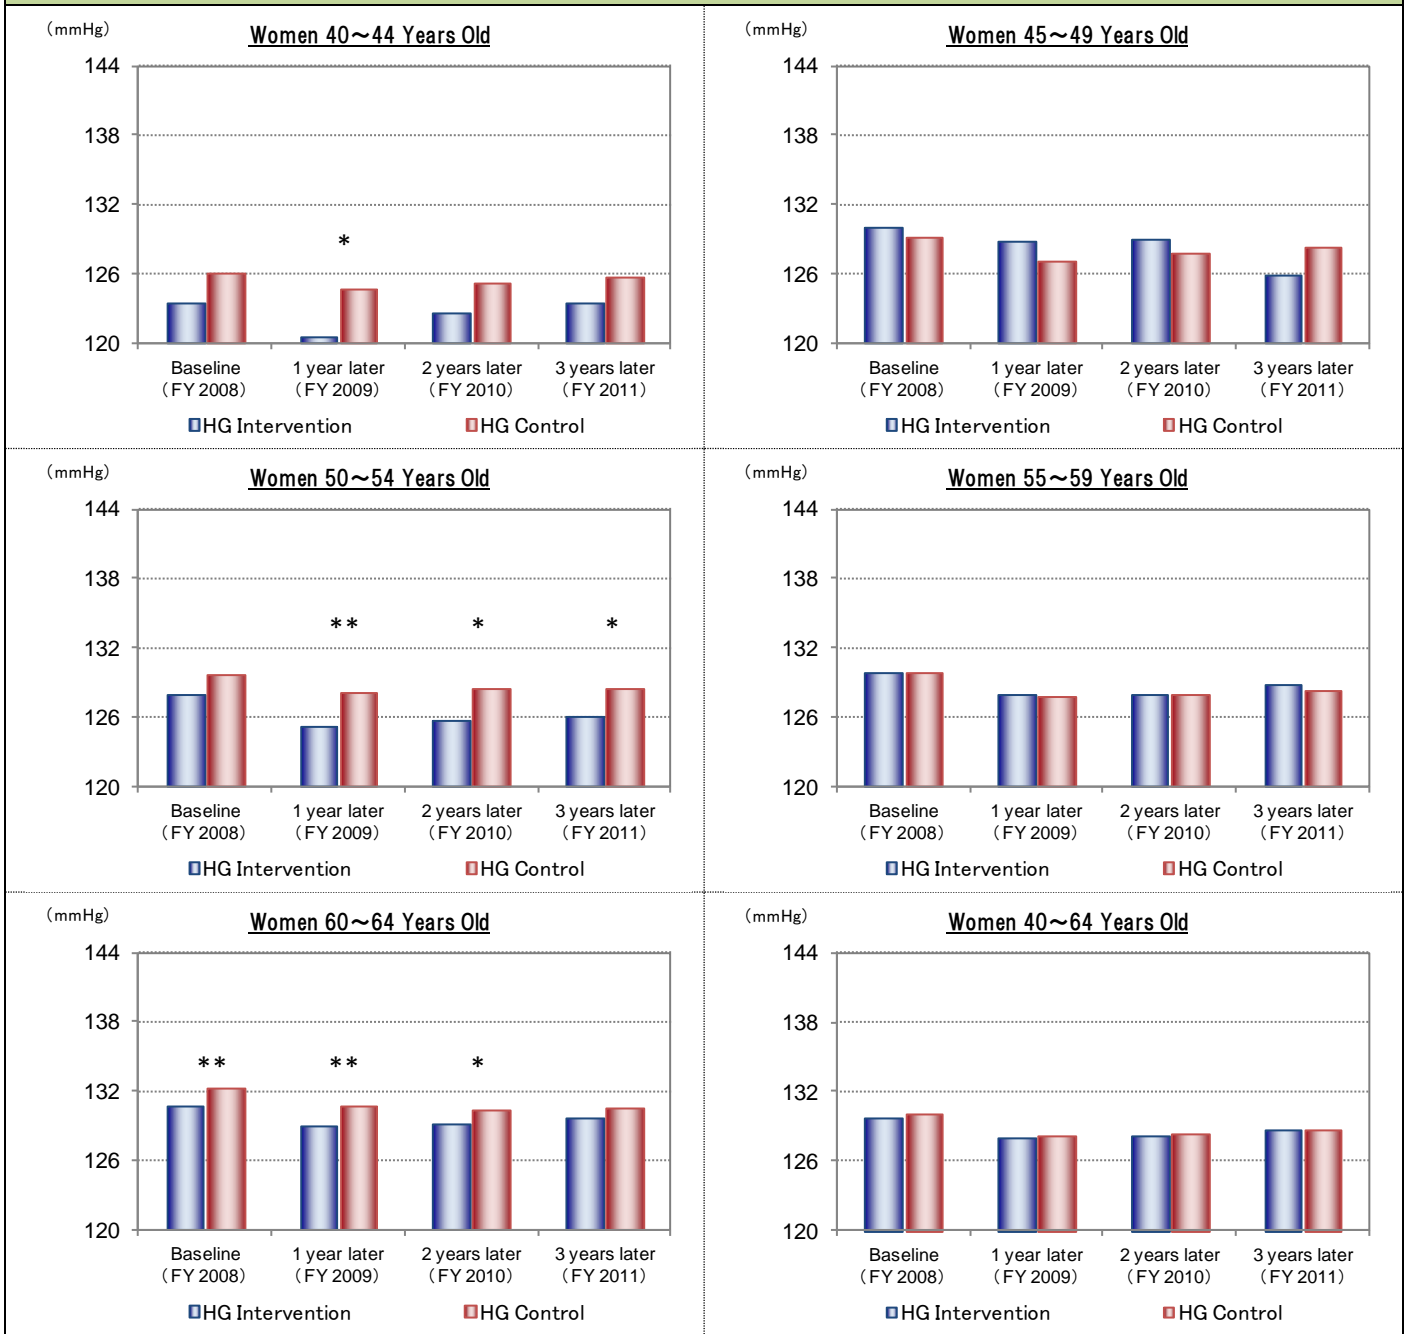 (mmHg)
Women 40～44 Years Old
144
138
132
*
126
120
Baseline 1 year later 2 years later 3 years later
(FY 2008) (FY 2009) (FY 2010) (FY 2011)
HG Intervention HG Control
(mmHg)
Women 45～49 Years Old
144
138
132
126
120
Baseline 1 year later 2 years later 3 years later
(FY 2008) (FY 2009) (FY 2010) (FY 2011)
HG Intervention HG Control
(mmHg)
Women 50～54 Years Old
144
138
** * *
132
126
120
Baseline 1 year later 2 years later 3 years later
(FY 2008) (FY 2009) (FY 2010) (FY 2011)
HG Intervention HG Control
(mmHg)
Women 55～59 Years Old
144
138
132
126
120
Baseline 1 year later 2 years later 3 years later
(FY 2008) (FY 2009) (FY 2010) (FY 2011)
HG Intervention HG Control
(mmHg)
Women 60～64 Years Old
144
138
** ** *
132
126
120
Baseline 1 year later 2 years later 3 years later
(FY 2008) (FY 2009) (FY 2010) (FY 2011)
HG Intervention HG Control
(mmHg)
Women 40～64 Years Old
144
138
132
126
120
Baseline 1 year later 2 years later 3 years later
(FY 2008) (FY 2009) (FY 2010) (FY 2011)
HG Intervention HG Control